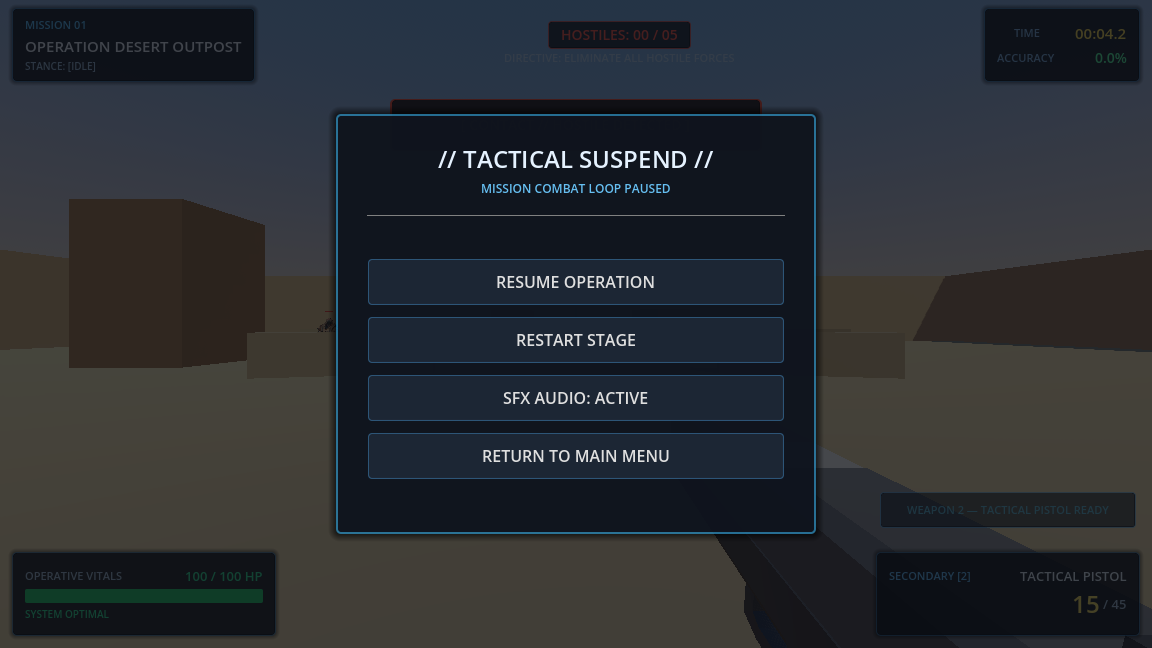 MISSION 01
OPERATION DESERT OUTPOST
STANCE: [IDLE]
HOSTILES: 00 / 05
DIRECTIVE: ELIMINATE ALL HOSTILE FORCES
TIME 00:04.2
ACCURACY 0.0%
// TACTICAL SUSPEND //
MISSION COMBAT LOOP PAUSED
RESUME OPERATION
RESTART STAGE
SFX AUDIO: ACTIVE
RETURN TO MAIN MENU
WEAPON 2 — TACTICAL PISTOL READY
OPERATIVE VITALS 100 / 100 HP
SYSTEM OPTIMAL
SECONDARY [2] TACTICAL PISTOL
15 / 45